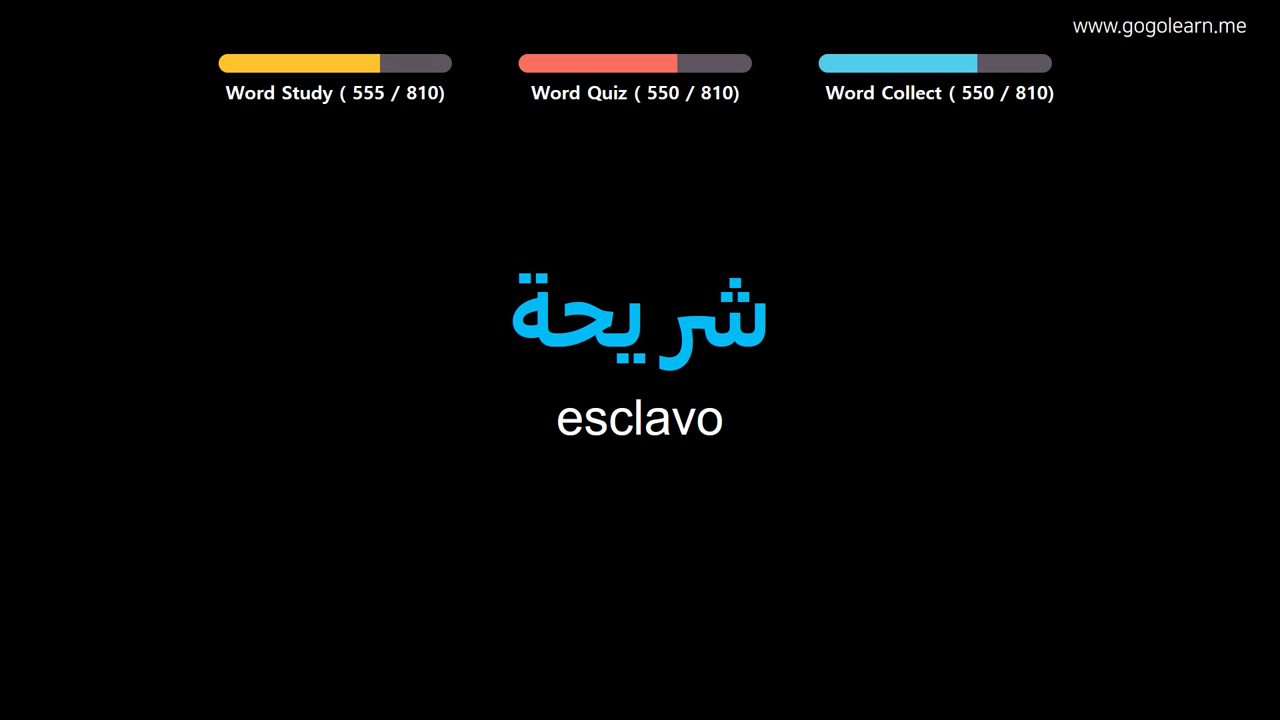 www.gogolearn.me
Word Study ( 555 / 810)
Word Quiz ( 550 / 810)
Word Collect ( 550 / 810)
شريحة
esclavo